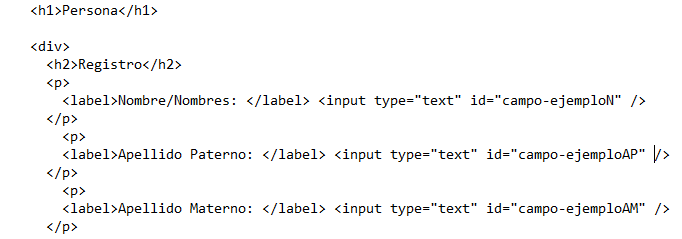 <h1>Persona</h1>
<div>
<h2>Registro</h2>
<p>
<label>Nombre/Nombres: </label> <input type="text" id="campo-ejemploN" />
</p>
<p>
<label>Apellido Paterno: </label> <input type="text" id="campo-ejemploAP" />
</p>
<p>
<label>Apellido Materno: </label> <input type="text" id="campo-ejemploAM" />
</p>